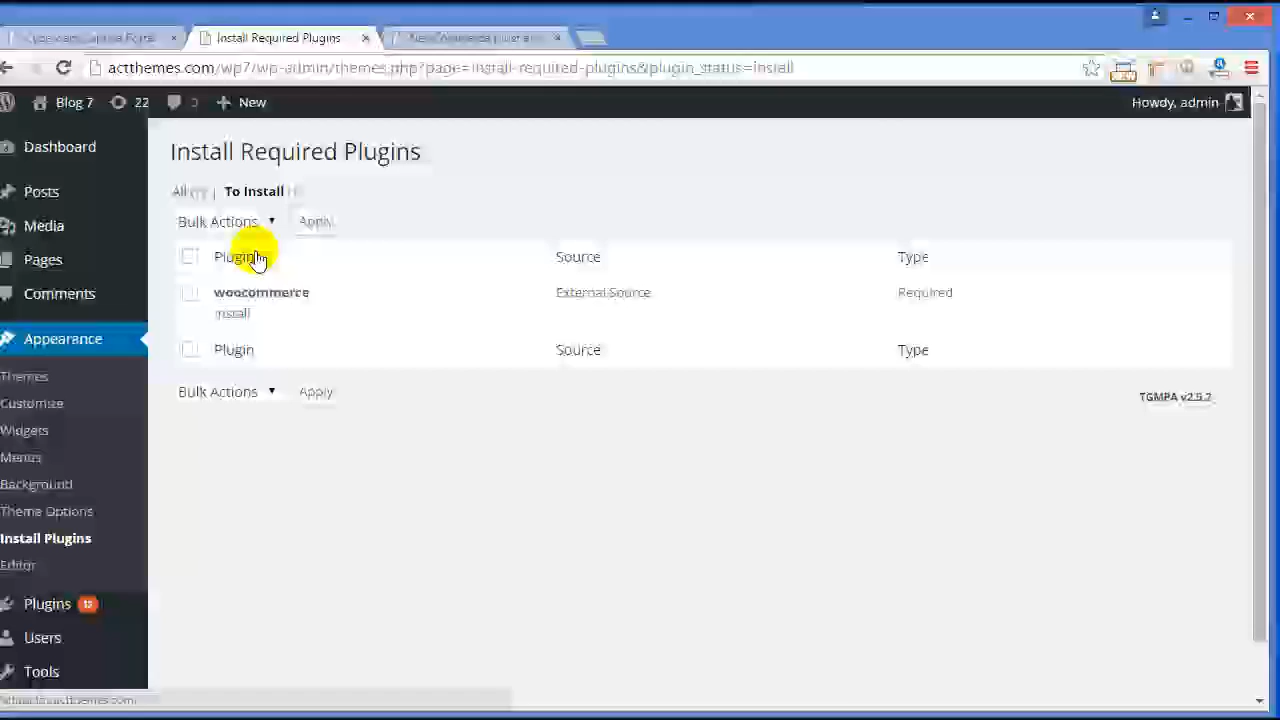 Install Required Plugins
actthemes.com/wp7/wp-admin/themes.php?page=install-required-plugins&plugin_status=install
Blog 7 22 New Howdy, admin
Dashboard
Posts
Media
Pages
Comments
Appearance
Themes
Customize
Widgets
Menus
Background
Theme Options
Install Plugins
Editor
Plugins 12
Users
Tools
Install Required Plugins
All | To Install
Bulk Actions Apply
Plugin Source Type
woocommerce External Source Required
Install
Plugin Source Type
Bulk Actions Apply
TGMPA v2.5.2